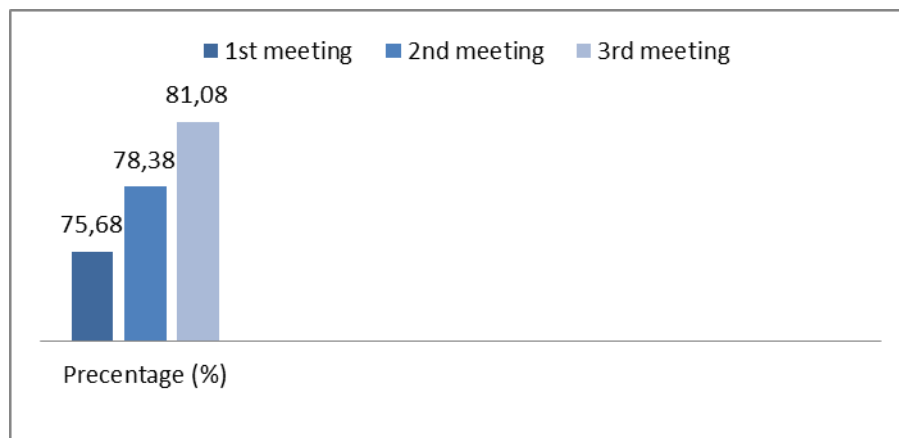 1st meeting 2nd meeting 3rd meeting
81,08
78,38
75,68
Precentage (%)